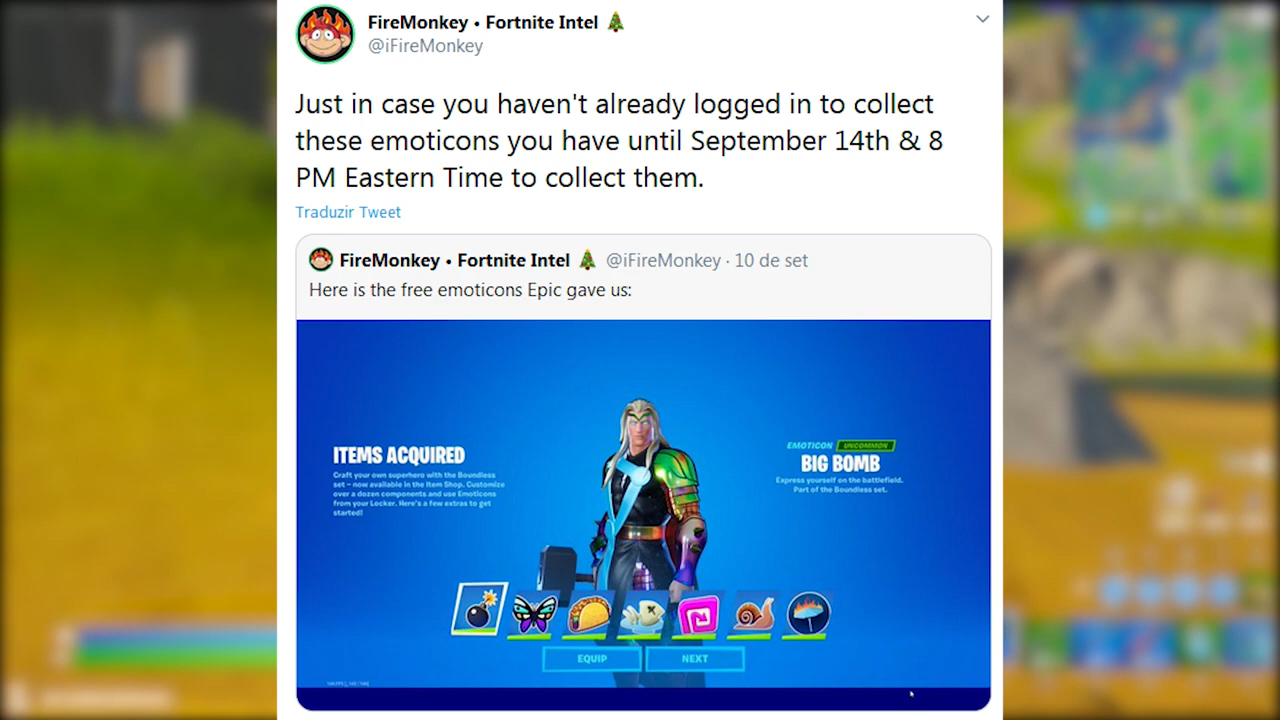 FireMonkey • Fortnite Intel 🎄
@iFireMonkey
Just in case you haven't already logged in to collect
these emoticons you have until September 14th & 8
PM Eastern Time to collect them.
Traduzir Tweet
FireMonkey • Fortnite Intel 🎄 @iFireMonkey · 10 de set
Here is the free emoticons Epic gave us:
ITEMS ACQUIRED
Craft your own superhero with the Boundless
set – now available in the Item Shop. Customize
over a dozen components and use Emoticons
from your Locker. Here's a few extras to get
started!
EMOTICON UNCOMMON
BIG BOMB
Express yourself on the battlefield.
Part of the Boundless set.
EQUIP
NEXT